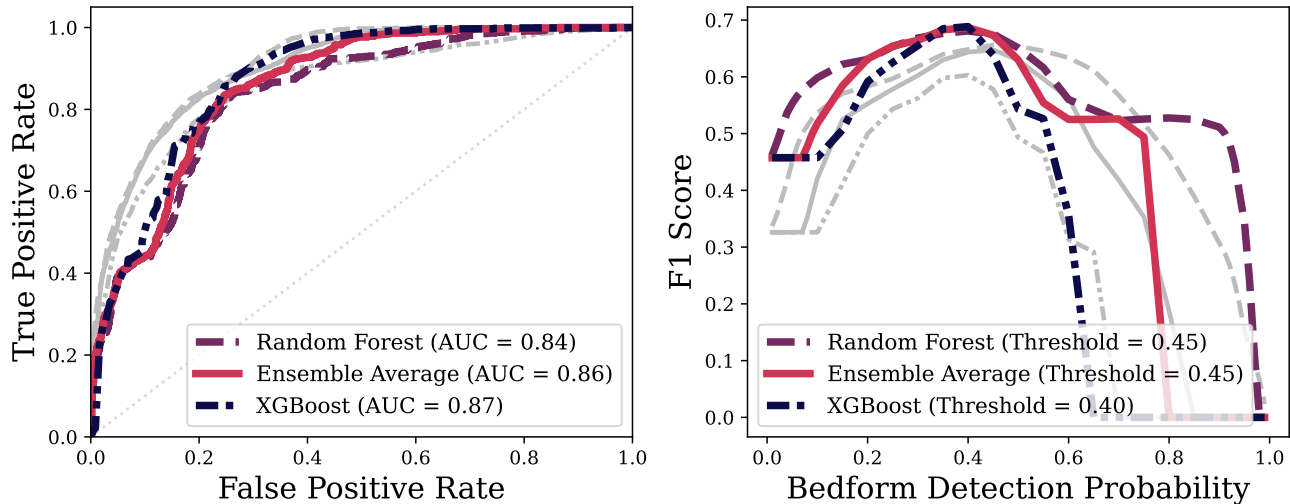 True Positive Rate
1.0
0.8
0.6
0.4
0.2
0.0
Random Forest (AUC = 0.84)
Ensemble Average (AUC = 0.86)
XGBoost (AUC = 0.87)
0.0 0.2 0.4 0.6 0.8 1.0
False Positive Rate
F1 Score
0.7
0.6
0.5
0.4
0.3
0.2
0.1
0.0
Random Forest (Threshold = 0.45)
Ensemble Average (Threshold = 0.45)
XGBoost (Threshold = 0.40)
0.0 0.2 0.4 0.6 0.8 1.0
Bedform Detection Probability